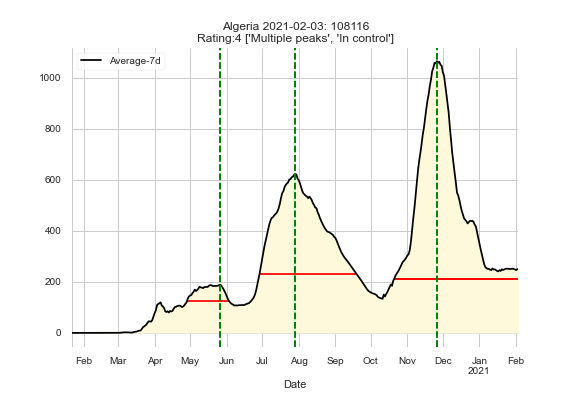 Algeria 2021-02-03: 108116
Rating:4 ['Multiple peaks', 'In control']
Average-7d
1000
800
600
400
200
0
Feb Mar Apr May Jun Jul Aug Sep Oct Nov Dec Jan Feb
2021
Date